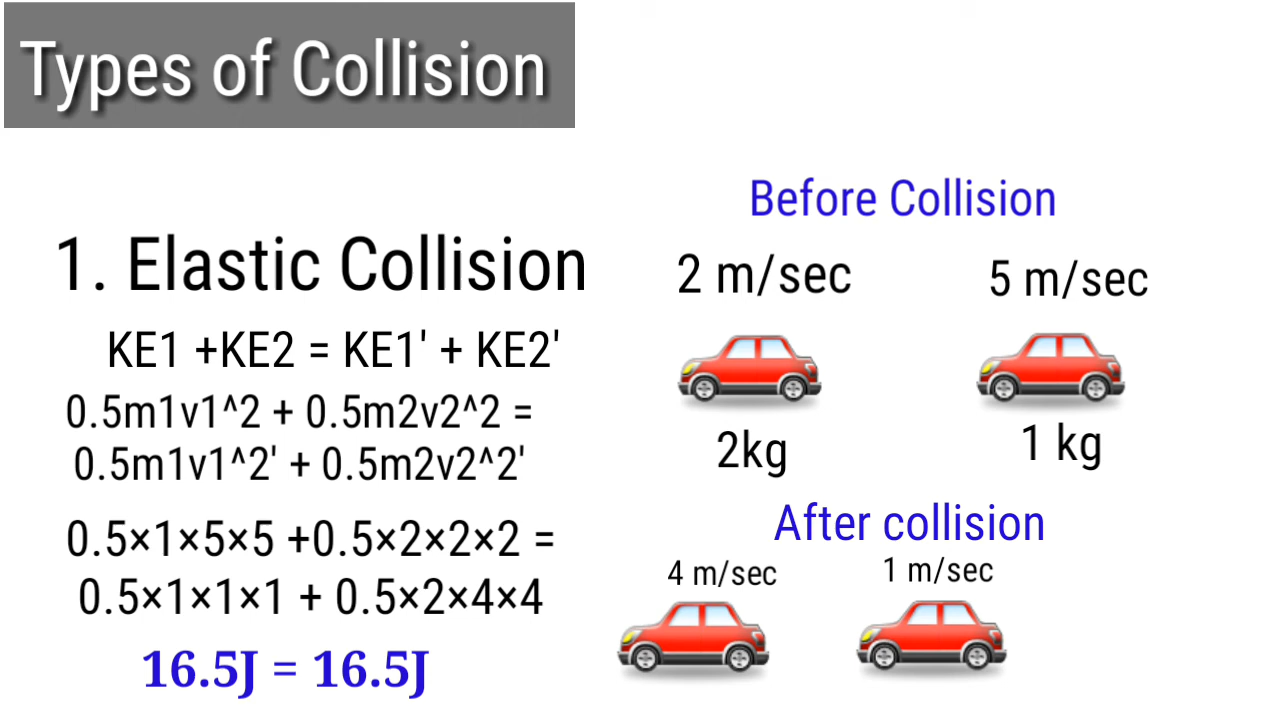 Types of Collision
1. Elastic Collision
KE1 +KE2 = KE1' + KE2'
0.5m1v1^2 + 0.5m2v2^2 =
0.5m1v1^2' + 0.5m2v2^2'
0.5×1×5×5 +0.5×2×2×2 =
0.5×1×1×1 + 0.5×2×4×4
16.5J = 16.5J
Before Collision
2 m/sec 5 m/sec
2kg 1 kg
After collision
4 m/sec 1 m/sec